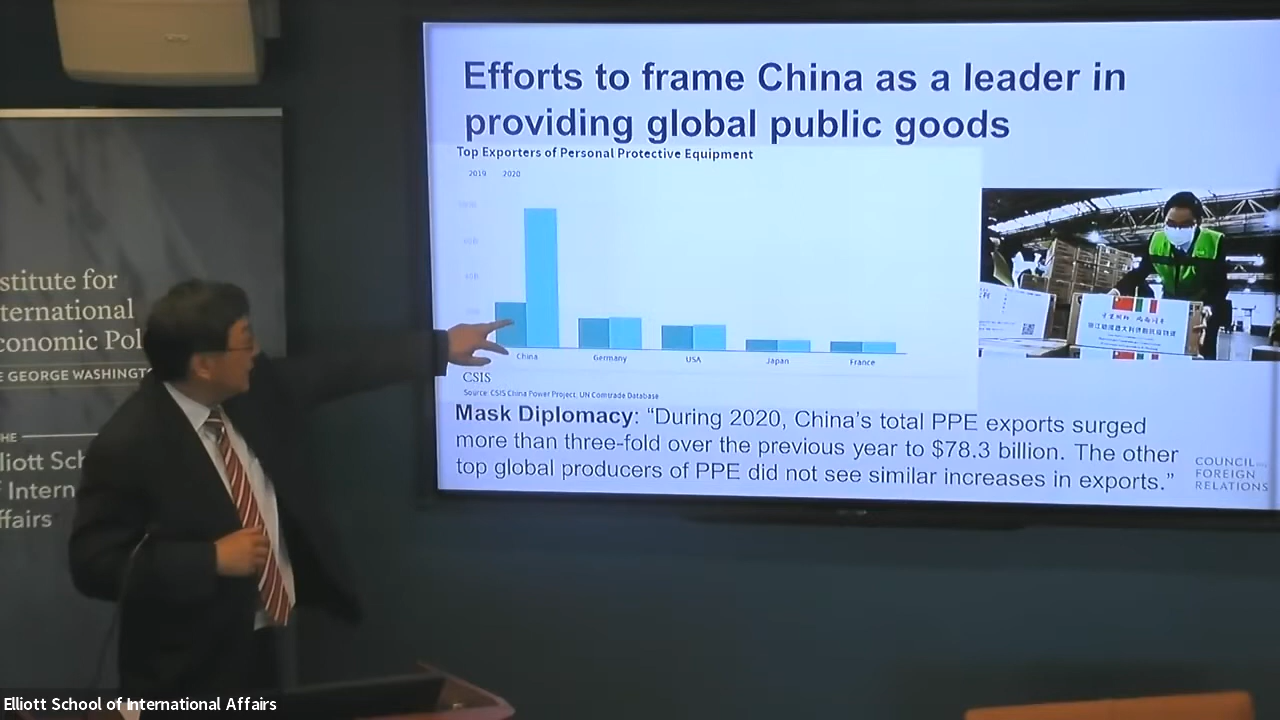 Efforts to frame China as a leader in
providing global public goods
Top Exporters of Personal Protective Equipment
2019 2020
China Germany USA Japan France
CSIS
Source: CSIS China Power Project; UN Comtrade Database
Mask Diplomacy: “During 2020, China’s total PPE exports surged
more than three-fold over the previous year to $78.3 billion. The other
top global producers of PPE did not see similar increases in exports.”
COUNCIL on
FOREIGN
RELATIONS
stitute for
ternational
conomic Pol
E GEORGE WASHINGT
HE
liott Sch
f Intern
ffairs
Elliott School of International Affairs